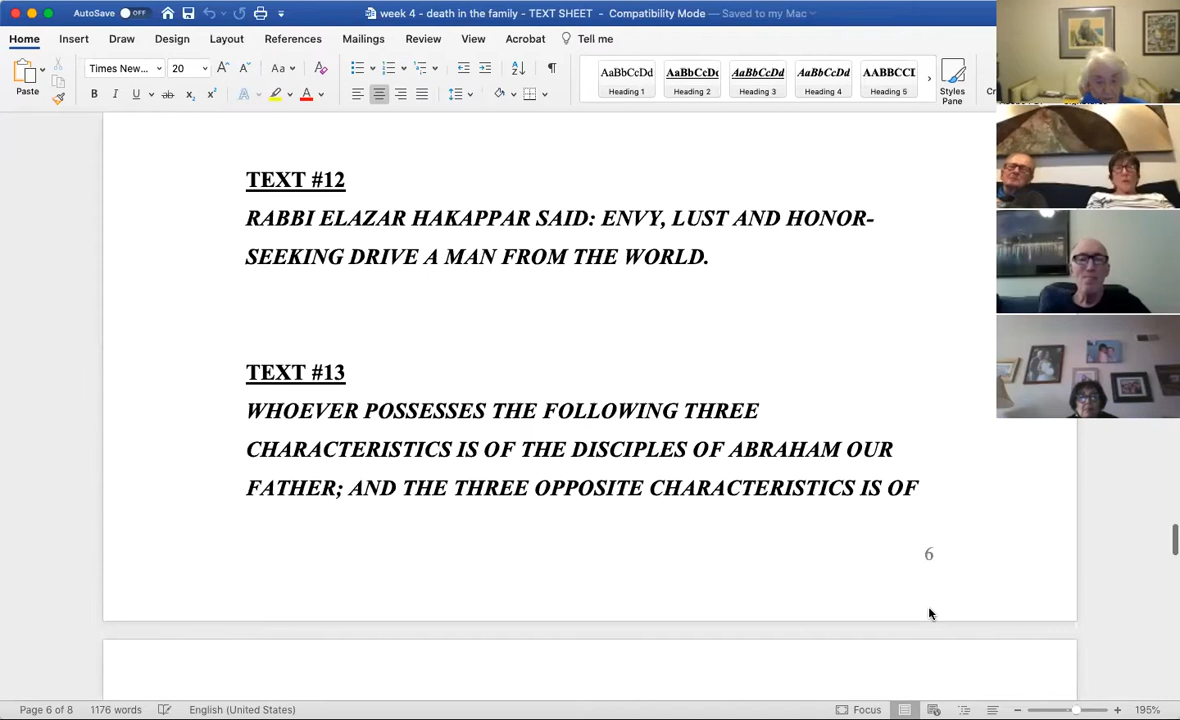 AutoSave OFF
week 4 - death in the family - TEXT SHEET - Compatibility Mode — Saved to my Mac
Home Insert Draw Design Layout References Mailings Review View Acrobat Tell me
Paste
Times New... 20
AaBbCcDd AaBbCcDc AaBbCcDd AaBbCcDd AABBCCI
Heading 1 Heading 2 Heading 3 Heading 4 Heading 5
Styles
Pane
TEXT #12
RABBI ELAZAR HAKAPPAR SAID: ENVY, LUST AND HONOR-
SEEKING DRIVE A MAN FROM THE WORLD.
TEXT #13
WHOEVER POSSESSES THE FOLLOWING THREE
CHARACTERISTICS IS OF THE DISCIPLES OF ABRAHAM OUR
FATHER; AND THE THREE OPPOSITE CHARACTERISTICS IS OF
6
Page 6 of 8 1176 words English (United States) Focus 195%